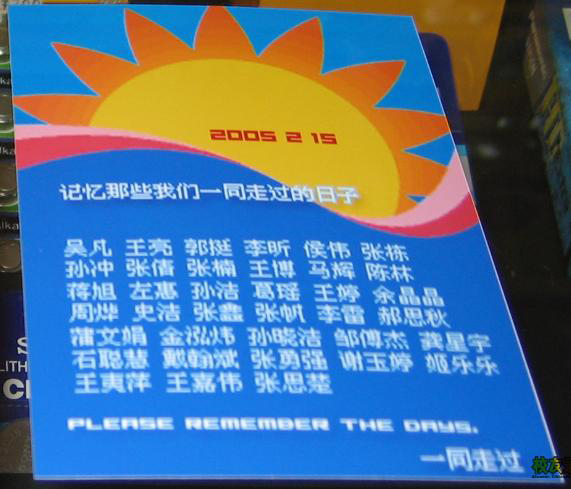 2005 2 15
记忆那些我们一同走过的日子
吴凡 王亮 郭挺 李昕 侯伟 张栋
孙冲 张倩 张楠 王博 马辉 陈林
蒋旭 左惠 孙洁 葛瑶 王婷 余晶晶
周烨 史洁 张鑫 张帆 李雷 郝思秋
蒲文娟 金泓炜 孙晓洁 邹傅杰 龚星宇
石聪慧 戴翰斌 张勇强 谢玉婷 姬乐乐
王夷萍 王嘉伟 张思楚
PLEASE REMEMBER THE DAYS.
一同走过
校友